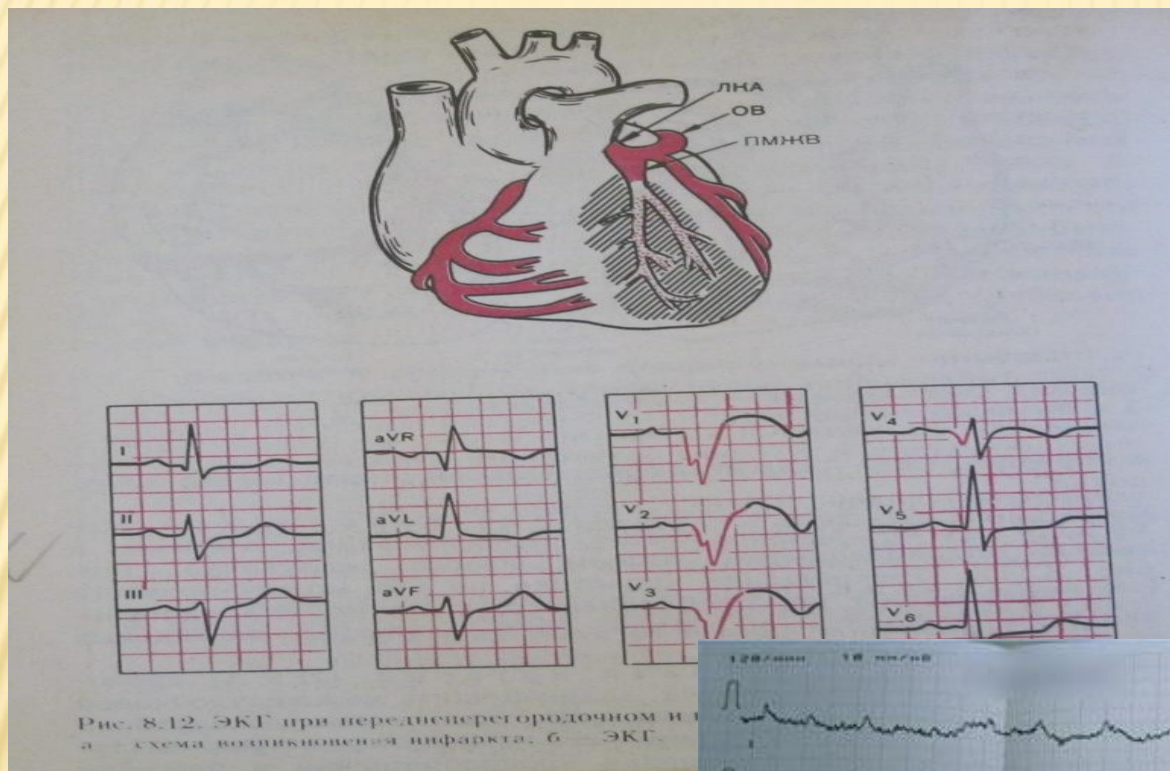 ЛКА
ОВ
ПМЖВ
I
II
III
aVR
aVL
aVF
V1
V2
V3
V4
V5
V6
120/мин 10 мм/мВ
I
Рис. 8.12. ЭКГ при переднеперегородочном и
а — схема возникновения инфаркта, б — ЭКГ.